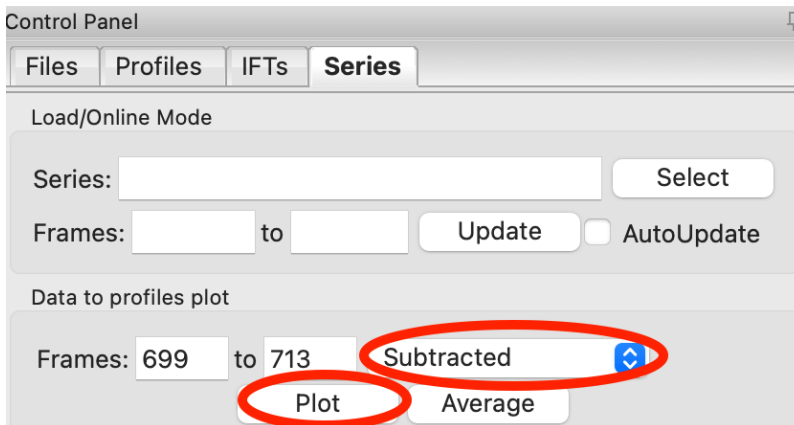 Control Panel
Files Profiles IFTs Series
Load/Online Mode
Series: Select
Frames: to Update AutoUpdate
Data to profiles plot
Frames: 699 to 713 Subtracted
Plot Average